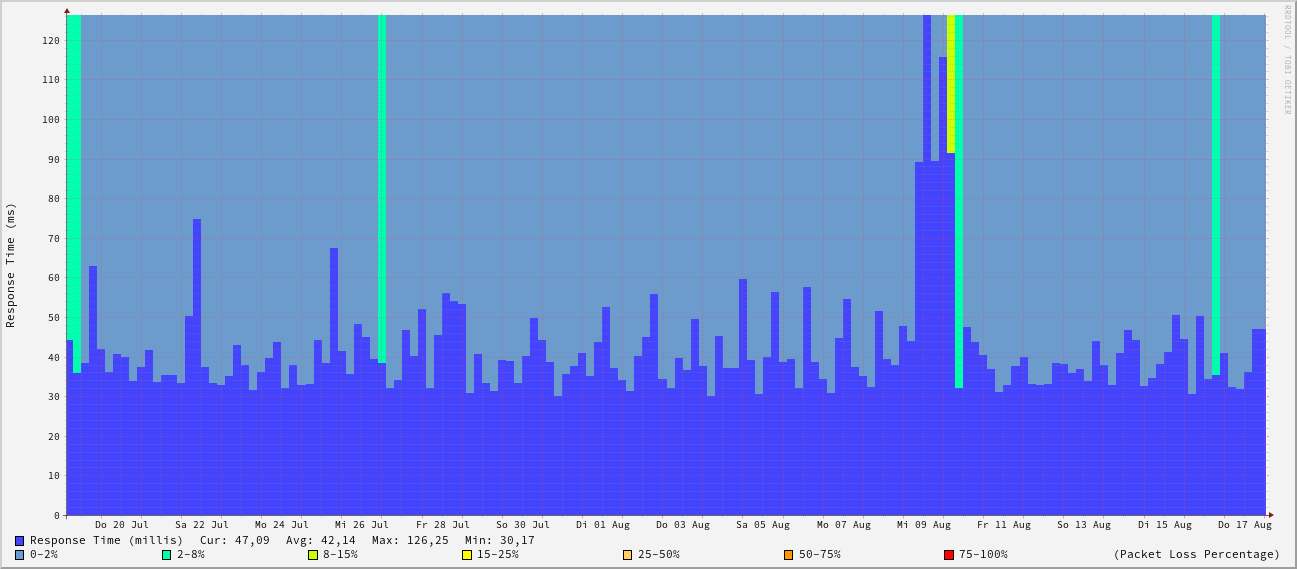 RRDTOOL / TOBI OETIKER
Response Time (ms)
120
110
100
90
80
70
60
50
40
30
20
10
0
Do 20 Jul Sa 22 Jul Mo 24 Jul Mi 26 Jul Fr 28 Jul So 30 Jul Di 01 Aug Do 03 Aug Sa 05 Aug Mo 07 Aug Mi 09 Aug Fr 11 Aug So 13 Aug Di 15 Aug Do 17 Aug
Response Time (millis) Cur: 47,09 Avg: 42,14 Max: 126,25 Min: 30,17
0-2% 2-8% 8-15% 15-25% 25-50% 50-75% 75-100% (Packet Loss Percentage)